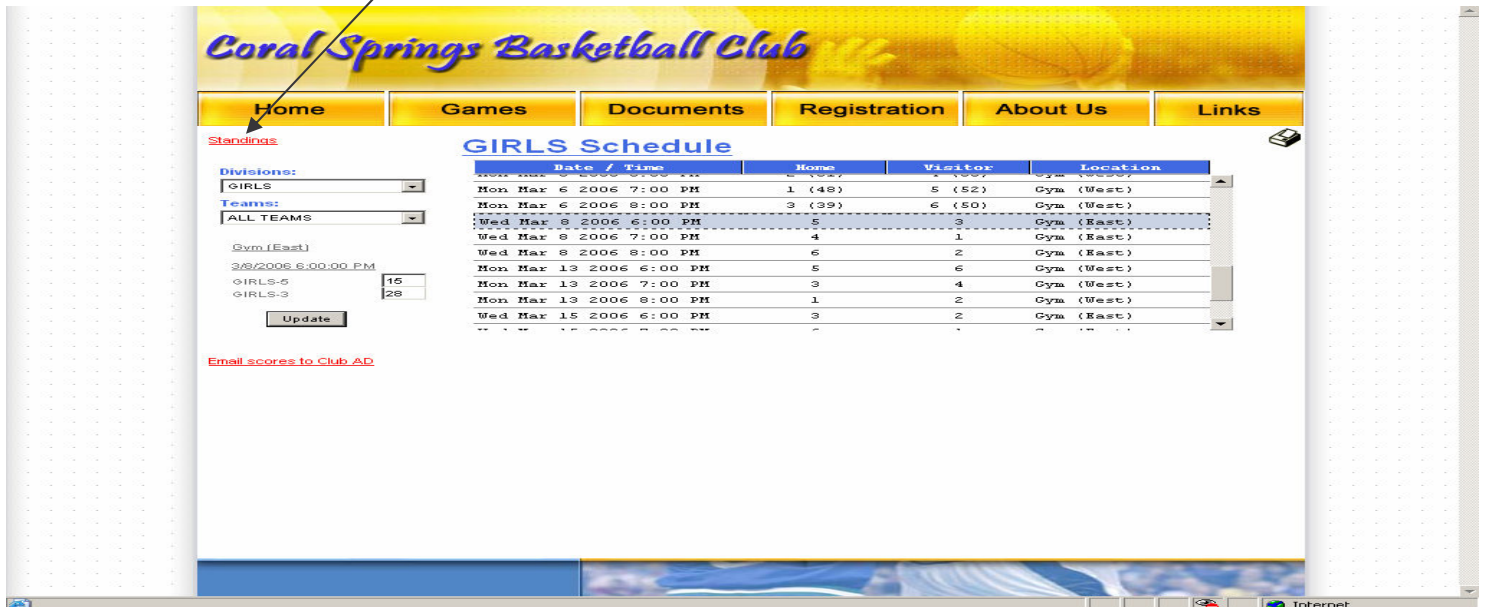 Coral Springs Basketball Club
Home Games Documents Registration About Us Links
Standings
Divisions:
GIRLS
Teams:
ALL TEAMS
Gym (East)
3/8/2006 6:00:00 PM
GIRLS-5 15
GIRLS-3 28
Update
Email scores to Club AD
GIRLS Schedule
Date / Time Home Visitor Location
Mon Mar 6 2006 7:00 PM 1 (48) 5 (52) Gym (West)
Mon Mar 6 2006 8:00 PM 3 (39) 6 (50) Gym (West)
Wed Mar 8 2006 6:00 PM 5 3 Gym (East)
Wed Mar 8 2006 7:00 PM 4 1 Gym (East)
Wed Mar 8 2006 8:00 PM 6 2 Gym (East)
Mon Mar 13 2006 6:00 PM 5 6 Gym (West)
Mon Mar 13 2006 7:00 PM 3 4 Gym (West)
Mon Mar 13 2006 8:00 PM 1 2 Gym (West)
Wed Mar 15 2006 6:00 PM 3 2 Gym (East)
Internet